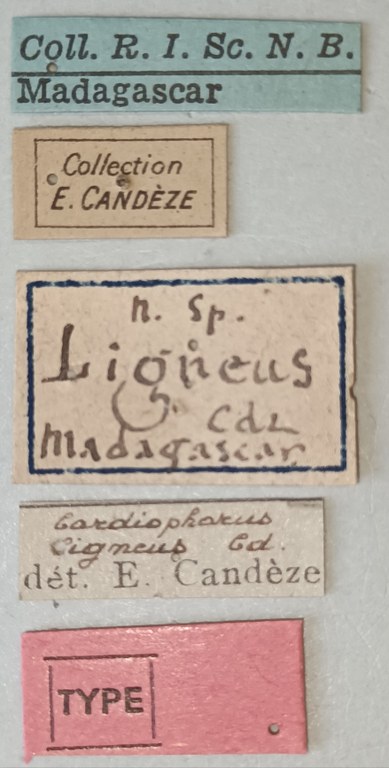 Coll. R. I. Sc. N. B.
Madagascar
Collection
E. CANDÈZE
n. sp.
Ligneus
Cdz
Madagascar
Cardiophorus
Ligneus Cd.
dét. E. Candèze
TYPE